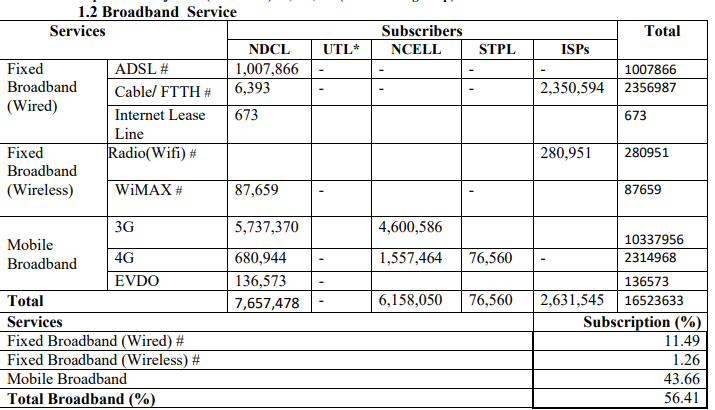 1.2 Broadband Service
Services Subscribers Total
NDCL UTL* NCELL STPL ISPs
Fixed Broadband (Wired) ADSL # 1,007,866 - - - - 1007866
Cable/ FTTH # 6,393 - - - 2,350,594 2356987
Internet Lease Line 673 673
Fixed Broadband (Wireless) Radio(Wifi) # 280,951 280951
WiMAX # 87,659 - - 87659
Mobile Broadband 3G 5,737,370 4,600,586 10337956
4G 680,944 - 1,557,464 76,560 - 2314968
EVDO 136,573 - 136573
Total 7,657,478 - 6,158,050 76,560 2,631,545 16523633
Services Subscription (%)
Fixed Broadband (Wired) # 11.49
Fixed Broadband (Wireless) # 1.26
Mobile Broadband 43.66
Total Broadband (%) 56.41